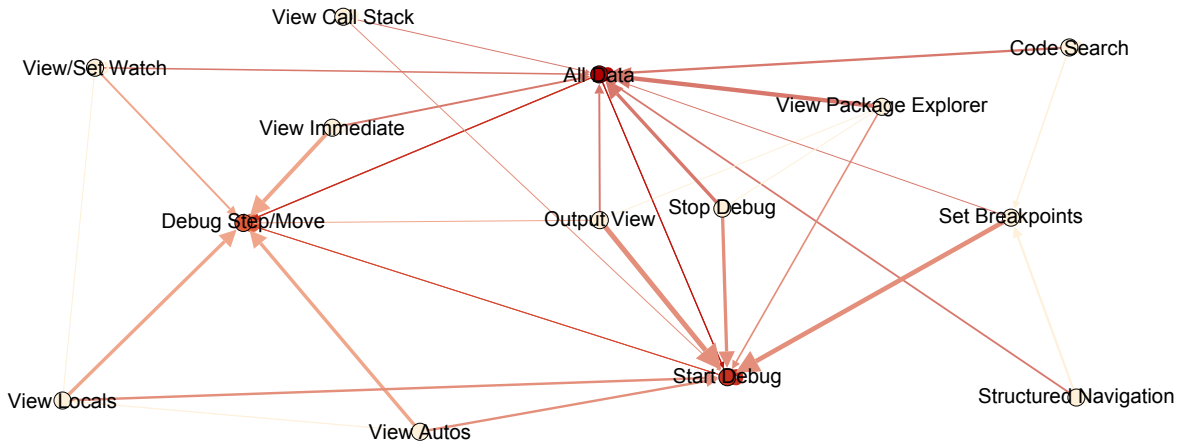 View Call Stack
Code Search
View/Set Watch
All Data
View Package Explorer
View Immediate
Debug Step/Move
Output View
Stop Debug
Set Breakpoints
Start Debug
View Locals
Structured Navigation
View Autos